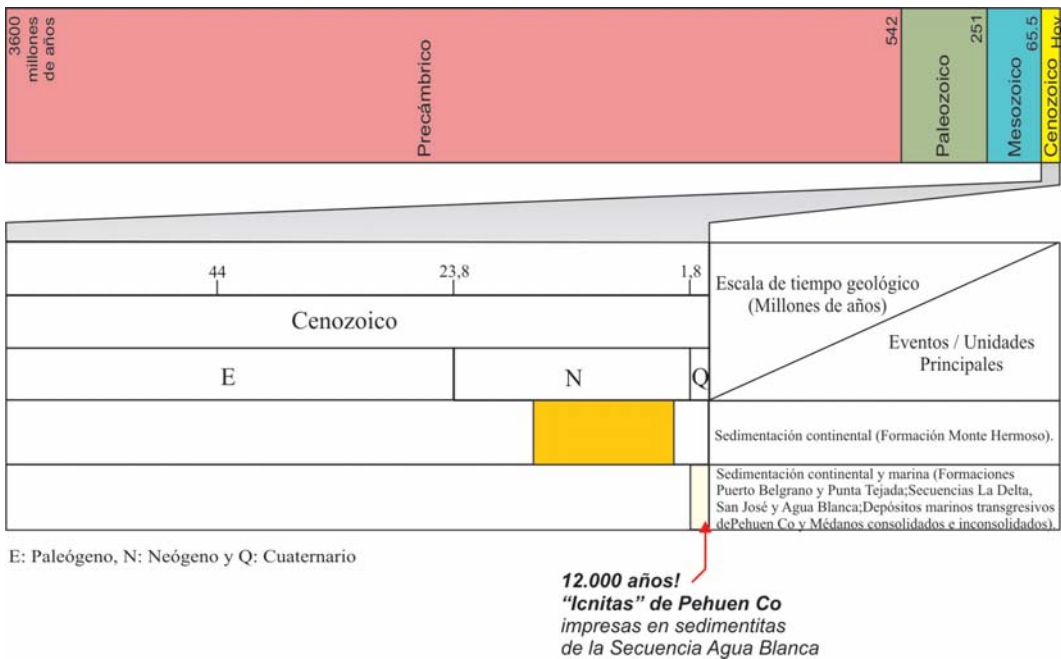 3600
millones
de años
Precámbrico
542
Paleozoico
251
Mesozoico
65.5
Cenozoico
Hoy
44
23,8
1,8
Escala de tiempo geológico
(Millones de años)
Cenozoico
Eventos / Unidades
Principales
E
N
Q
Sedimentación continental (Formación Monte Hermoso).
Sedimentación continental y marina (Formaciones
Puerto Belgrano y Punta Tejada;Secuencias La Delta,
San José y Agua Blanca;Depósitos marinos transgresivos
dePehuen Co y Médanos consolidados e inconsolidados).
E: Paleógeno, N: Neógeno y Q: Cuaternario
12.000 años!
“Icnitas” de Pehuen Co
impresas en sedimentitas
de la Secuencia Agua Blanca